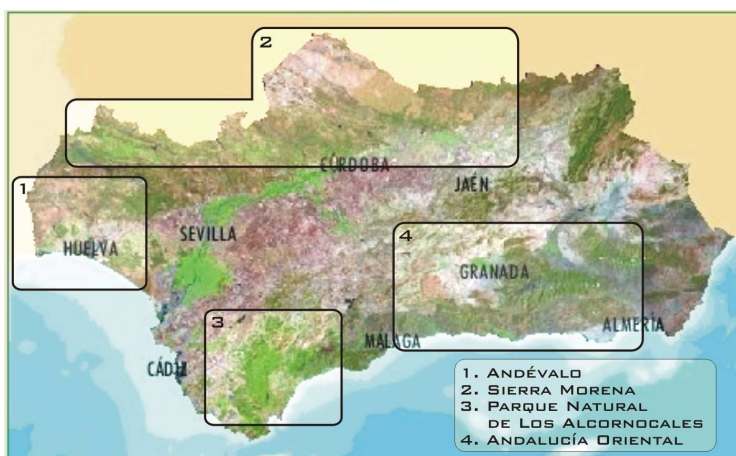 2
CÓRDOBA
JAÉN
1
HUELVA
SEVILLA
4
GRANADA
3
MÁLAGA
ALMERÍA
CÁDIZ
1. ANDÉVALO
2. SIERRA MORENA
3. PARQUE NATURAL
DE LOS ALCORNOCALES
4. ANDALUCÍA ORIENTAL